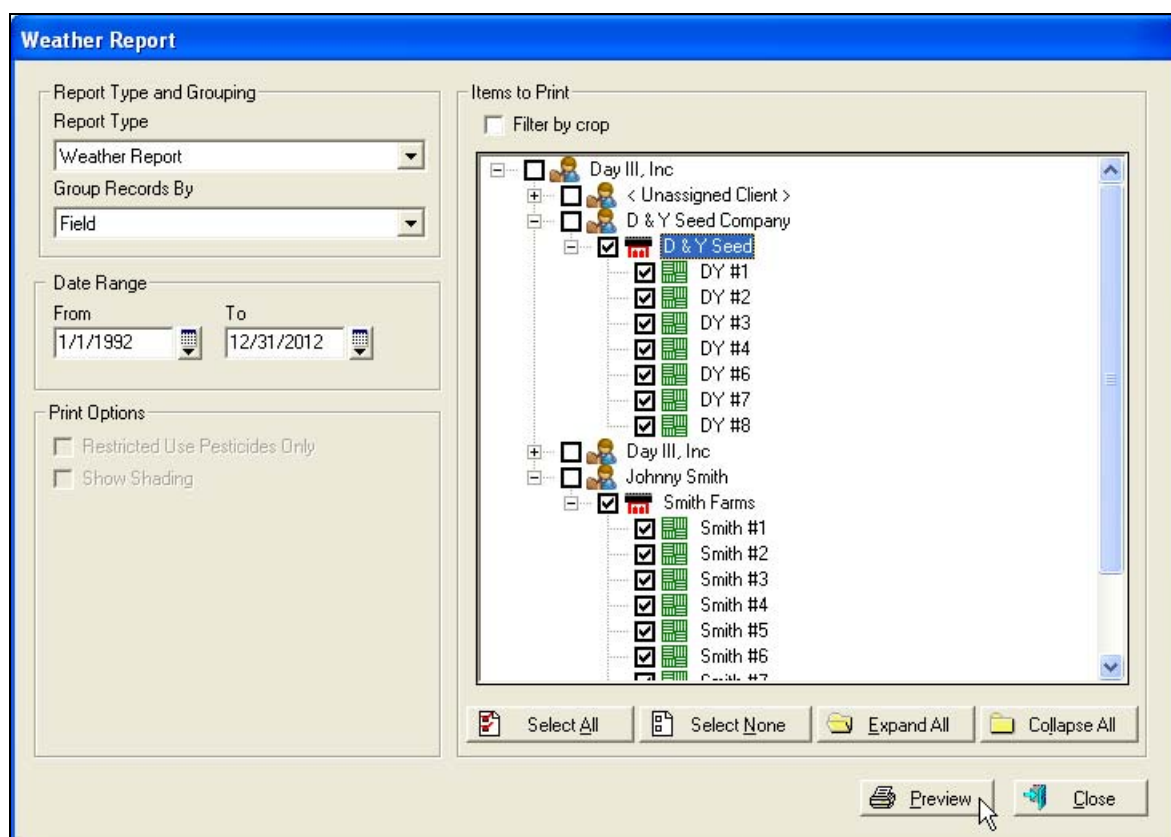 Weather Report
Report Type and Grouping
Report Type
Weather Report
Group Records By
Field
Date Range
From To
1/1/1992 12/31/2012
Print Options
Restricted Use Pesticides Only
Show Shading
Items to Print
Filter by crop
Day III, Inc
< Unassigned Client >
D & Y Seed Company
D & Y Seed
DY #1
DY #2
DY #3
DY #4
DY #6
DY #7
DY #8
Day III, Inc
Johnny Smith
Smith Farms
Smith #1
Smith #2
Smith #3
Smith #4
Smith #5
Smith #6
Smith #7
Select All Select None Expand All Collapse All
Preview Close